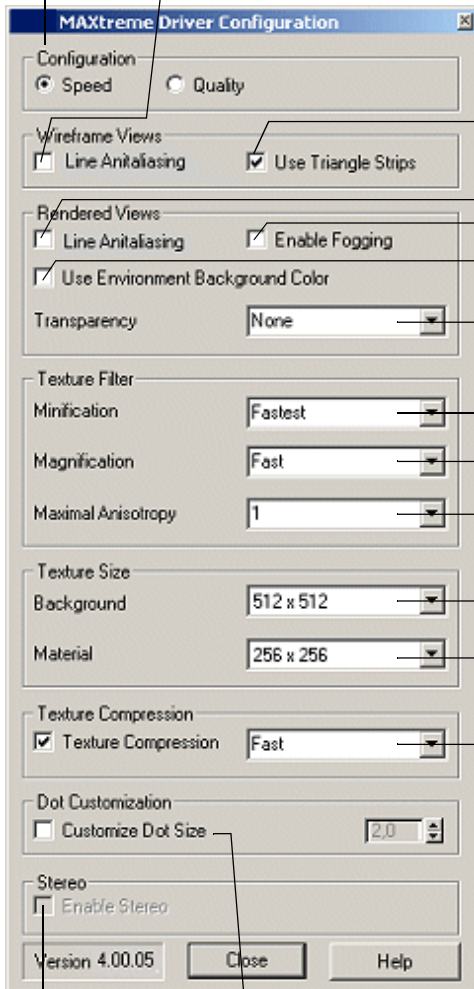 MAXtreme Driver Configuration
Configuration
Speed Quality
Wireframe Views
Line Anitaliasing Use Triangle Strips
Rendered Views
Line Anitaliasing Enable Fogging
Use Environment Background Color
Transparency None
Texture Filter
Minification Fastest
Magnification Fast
Maximal Anisotropy 1
Texture Size
Background 512 x 512
Material 256 x 256
Texture Compression
Texture Compression Fast
Dot Customization
Customize Dot Size 2,0
Stereo
Enable Stereo
Version 4.00.05 Close Help